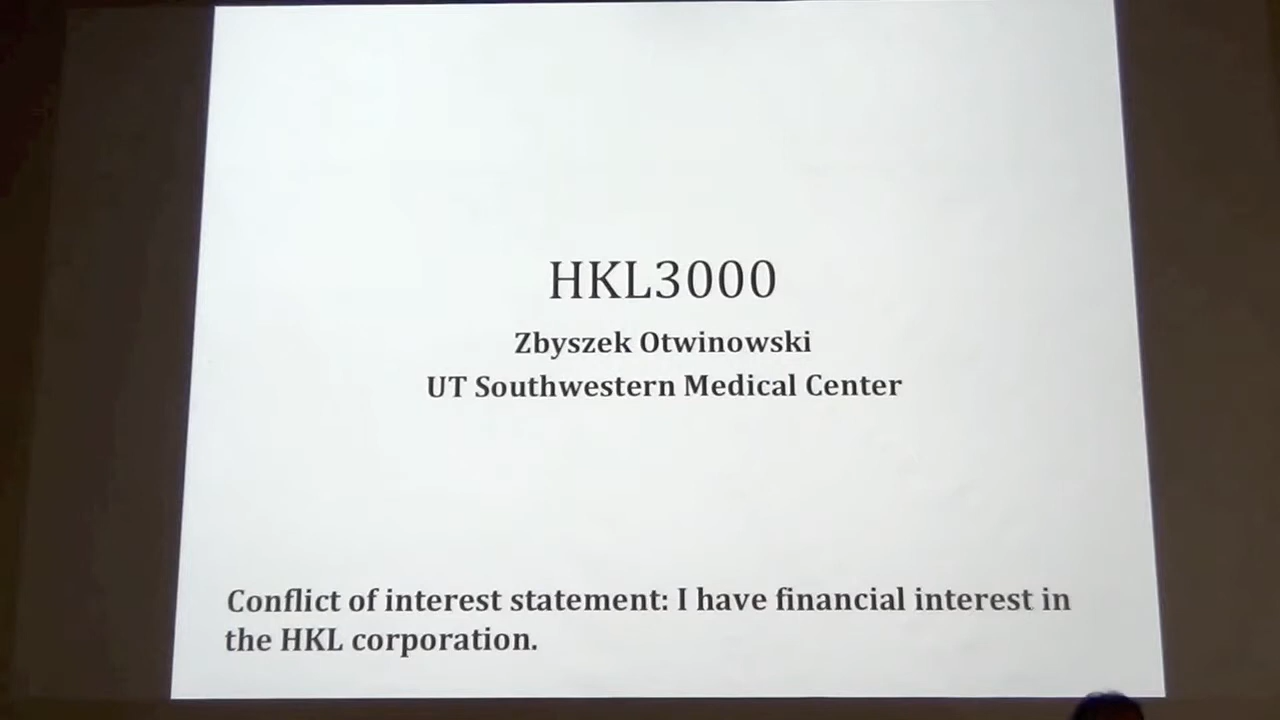 HKL3000
Zbyszek Otwinowski
UT Southwestern Medical Center
Conflict of interest statement: I have financial interest in
the HKL corporation.